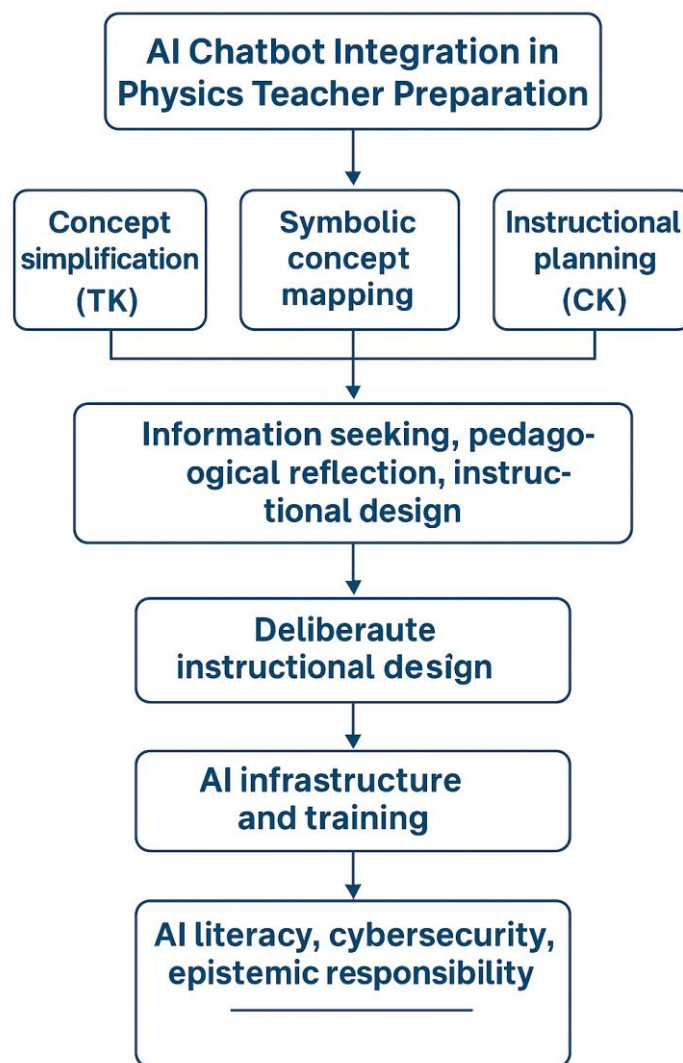 AI Chatbot Integration in
Physics Teacher Preparation
Concept
simplification
(TK)
Symbolic
concept
mapping
Instructional
planning
(CK)
Information seeking, pedago-
ogical reflection, instruc-
tional design
Deliberaute
instructional desîgn
AI infrastructure
and training
AI literacy, cybersecurity,
epistemic responsibility